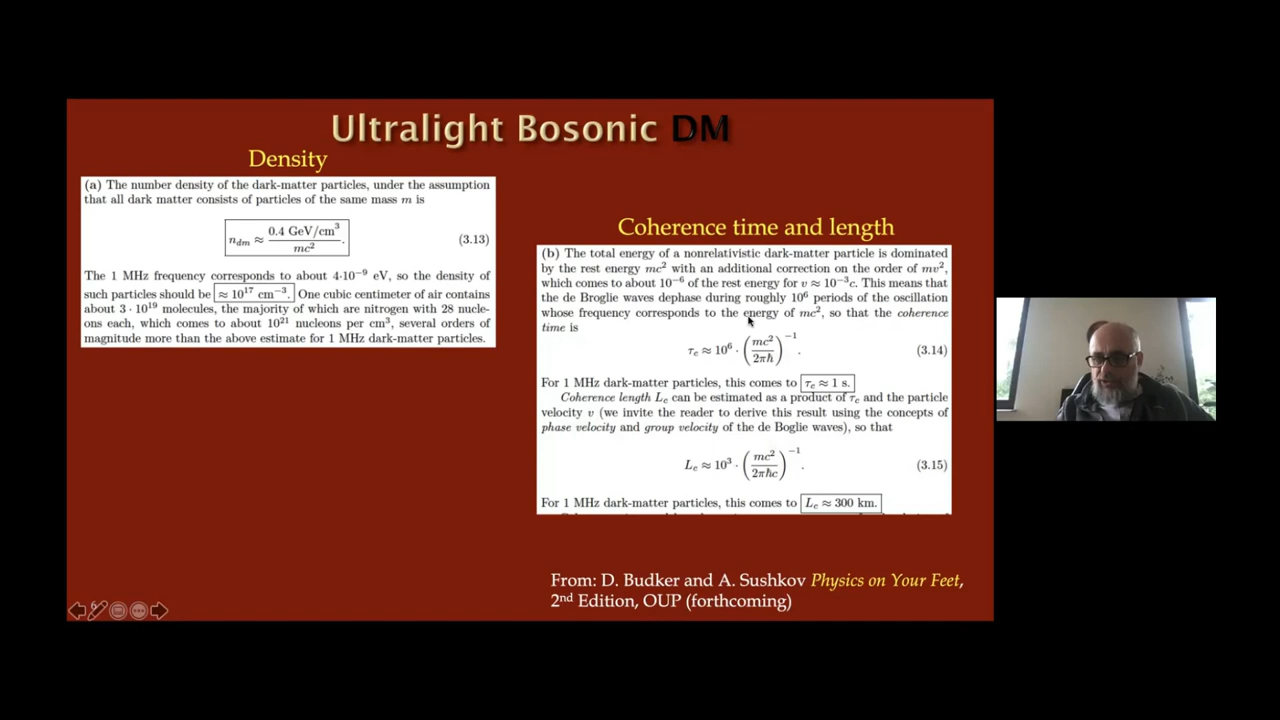 Ultralight Bosonic DM
Density
(a) The number density of the dark-matter particles, under the assumption
that all dark matter consists of particles of the same mass m is
n_dm ≈ 0.4 GeV/cm³ / mc² . (3.13)
The 1 MHz frequency corresponds to about 4·10⁻⁹ eV, so the density of
such particles should be ≈ 10¹⁷ cm⁻³. One cubic centimeter of air contains
about 3 · 10¹⁹ molecules, the majority of which are nitrogen with 28 nucle-
ons each, which comes to about 10²¹ nucleons per cm³, several orders of
magnitude more than the above estimate for 1 MHz dark-matter particles.
Coherence time and length
(b) The total energy of a nonrelativistic dark-matter particle is dominated
by the rest energy mc² with an additional correction on the order of mv²,
which comes to about 10⁻⁶ of the rest energy for v ≈ 10⁻³c. This means that
the de Broglie waves dephase during roughly 10⁶ periods of the oscillation
whose frequency corresponds to the energy of mc², so that the coherence
time is
τ_c ≈ 10⁶ · (mc² / 2πℏ)⁻¹ . (3.14)
For 1 MHz dark-matter particles, this comes to τ_c ≈ 1 s.
Coherence length L_c can be estimated as a product of τ_c and the particle
velocity v (we invite the reader to derive this result using the concepts of
phase velocity and group velocity of the de Boglie waves), so that
L_c ≈ 10³ · (mc² / 2πℏc)⁻¹ . (3.15)
For 1 MHz dark-matter particles, this comes to L_c ≈ 300 km.
From: D. Budker and A. Sushkov Physics on Your Feet,
2nd Edition, OUP (forthcoming)